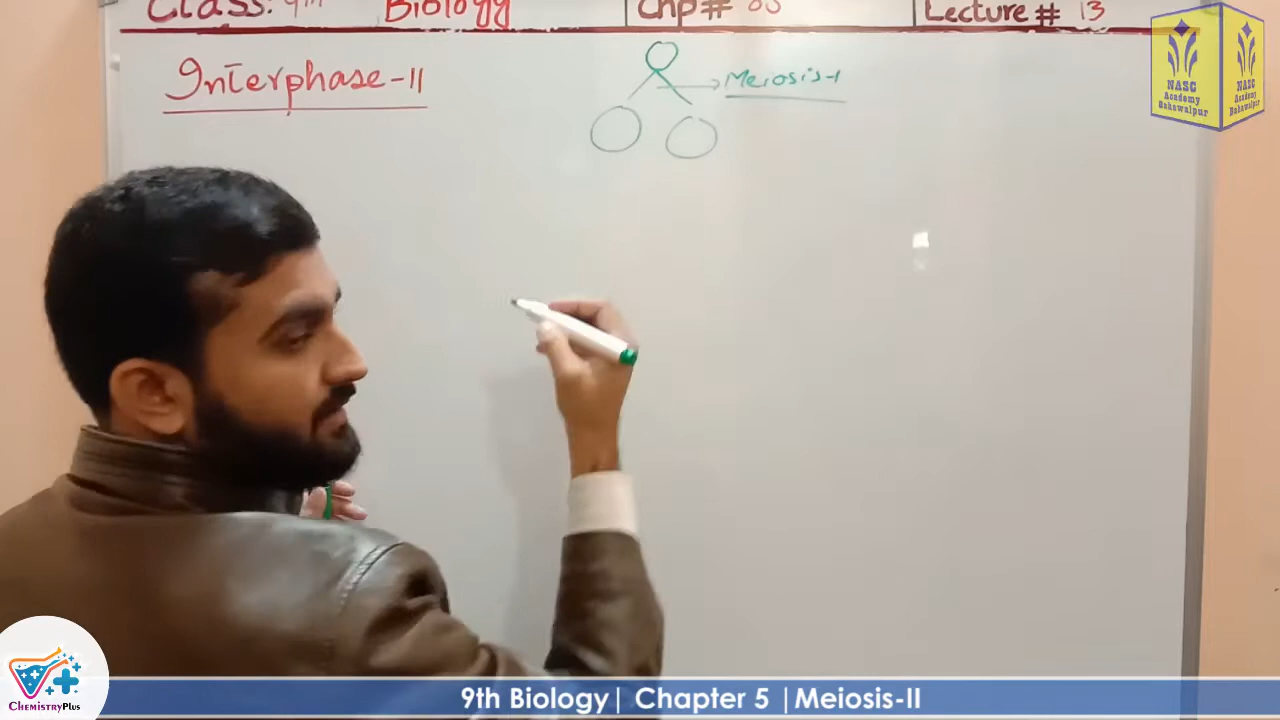 Class: 9th Biology Chp# 05 Lecture# 13
Interphase-II
Meiosis-I
NASC Academy Bahawalpur
NASC Academy Bahawalpur
ChemistryPlus
9th Biology| Chapter 5 |Meiosis-II